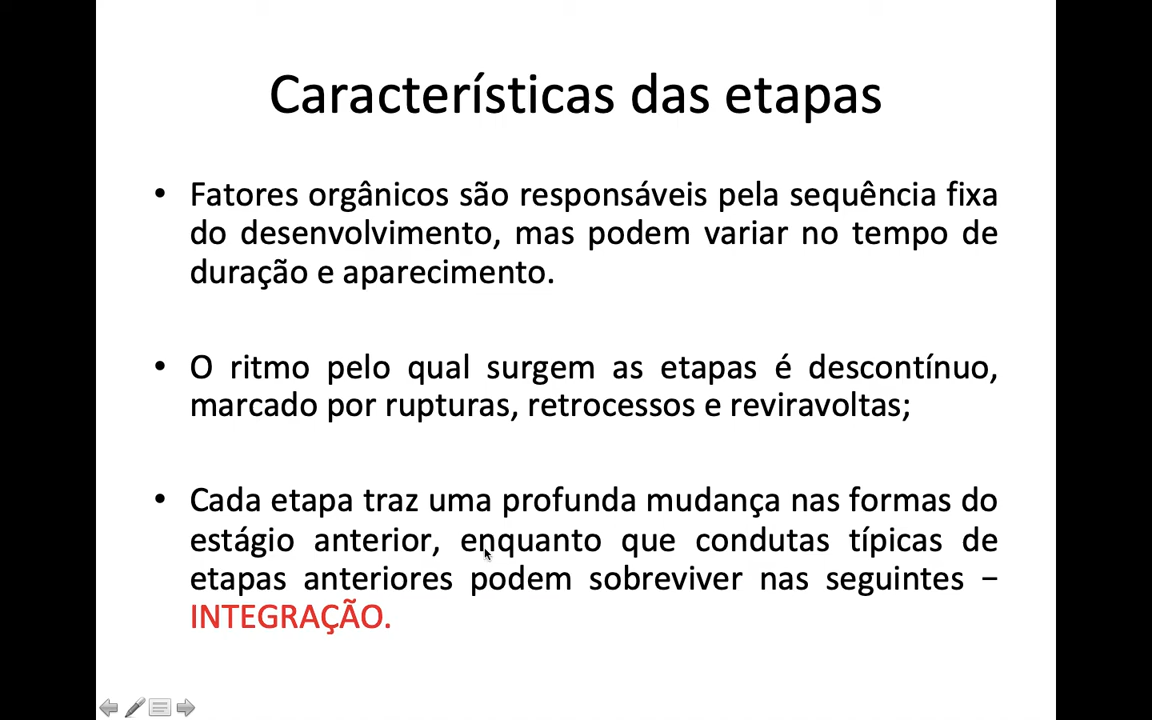 Características das etapas
• Fatores orgânicos são responsáveis pela sequência fixa
do desenvolvimento, mas podem variar no tempo de
duração e aparecimento.
• O ritmo pelo qual surgem as etapas é descontínuo,
marcado por rupturas, retrocessos e reviravoltas;
• Cada etapa traz uma profunda mudança nas formas do
estágio anterior, enquanto que condutas típicas de
etapas anteriores podem sobreviver nas seguintes –
INTEGRAÇÃO.